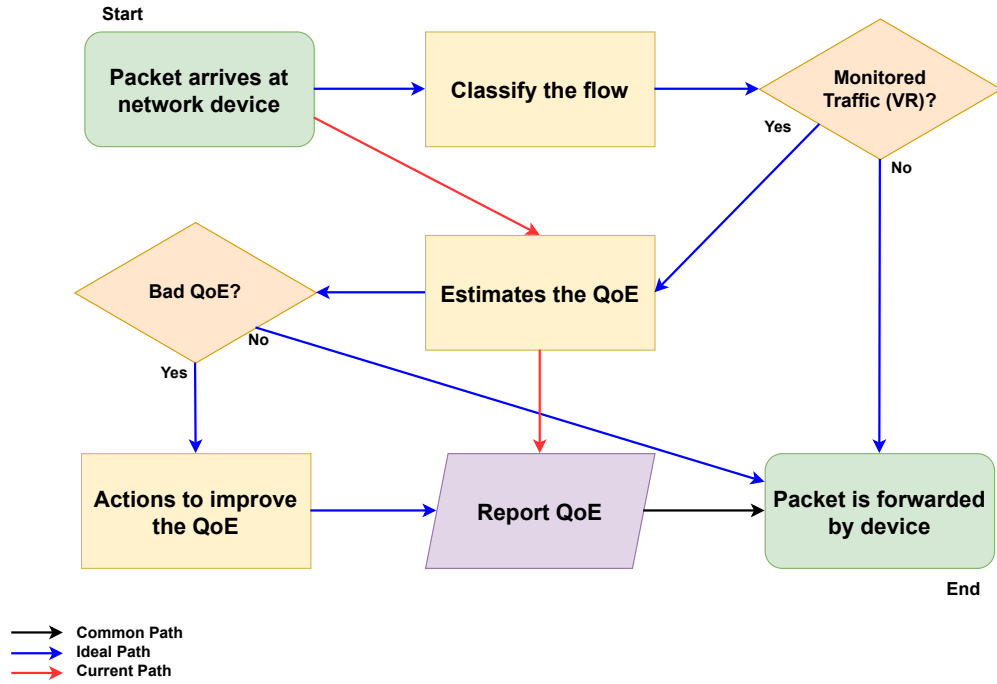 Start
Packet arrives at
network device
Classify the flow
Monitored
Traffic (VR)?
Yes
No
Bad QoE?
Estimates the QoE
No
Yes
Actions to improve
the QoE
Report QoE
Packet is forwarded
by device
End
Common Path
Ideal Path
Current Path